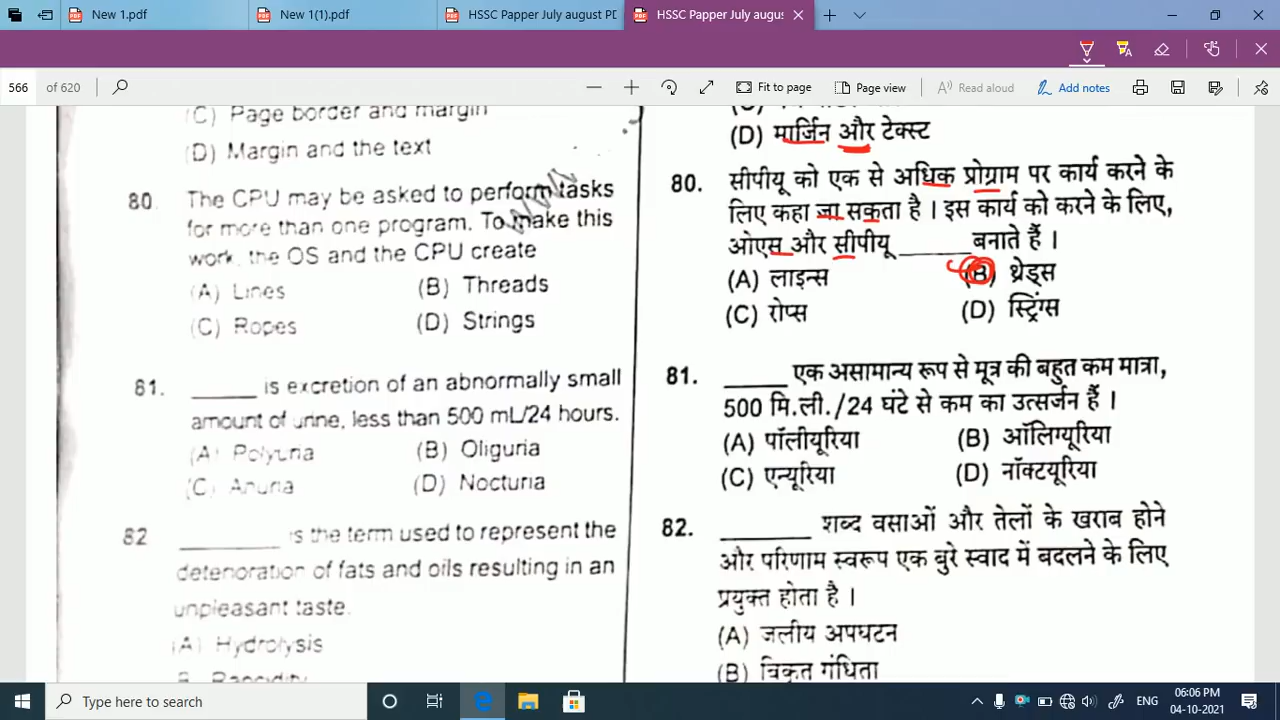 New 1.pdf
New 1(1).pdf
HSSC Papper July august PD
HSSC Papper July augus
566 of 620
Fit to page
Page view
Read aloud
Add notes
(C) Page border and margin
(D) Margin and the text
80. The CPU may be asked to perform tasks
for more than one program. To make this
work, the OS and the CPU create
(A) Lines (B) Threads
(C) Ropes (D) Strings
81. ______ is excretion of an abnormally small
amount of urine, less than 500 mL/24 hours.
(A) Polyuria (B) Oliguria
(C) Anuria (D) Nocturia
82 ______ is the term used to represent the
deterioration of fats and oils resulting in an
unpleasant taste.
(A) Hydrolysis
B Rancidity
(D) मार्जिन और टेक्स्ट
80. सीपीयू को एक से अधिक प्रोग्राम पर कार्य करने के
लिए कहा जा सकता है । इस कार्य को करने के लिए,
ओएस और सीपीयू ______ बनाते हैं ।
(A) लाइन्स (B) थ्रेड्स
(C) रोप्स (D) स्ट्रिंग्स
81. ______ एक असामान्य रूप से मूत्र की बहुत कम मात्रा,
500 मि.ली./24 घंटे से कम का उत्सर्जन हैं ।
(A) पॉलीयूरिया (B) ऑलिग्यूरिया
(C) एन्यूरिया (D) नॉक्टयूरिया
82. ______ शब्द वसाओं और तेलों के खराब होने
और परिणाम स्वरूप एक बुरे स्वाद में बदलने के लिए
प्रयुक्त होता है ।
(A) जलीय अपघटन
(B) विकृत गंधिता
Type here to search
ENG
06:06 PM
04-10-2021